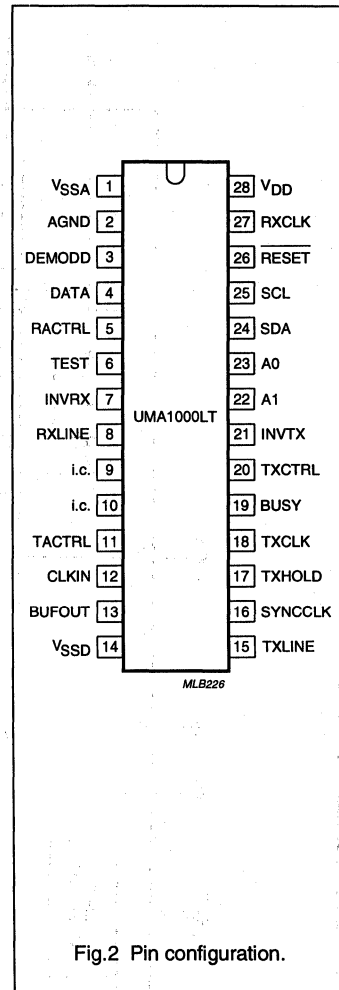 VSSA 1 28 VDD
AGND 2 27 RXCLK
DEMODD 3 26 RESET
DATA 4 25 SCL
RACTRL 5 24 SDA
TEST 6 23 A0
INVRX 7 22 A1
UMA1000LT
RXLINE 8 21 INVTX
i.c. 9 20 TXCTRL
i.c. 10 19 BUSY
TACTRL 11 18 TXCLK
CLKIN 12 17 TXHOLD
BUFOUT 13 16 SYNCCLK
VSSD 14 15 TXLINE
MLB226
Fig.2 Pin configuration.